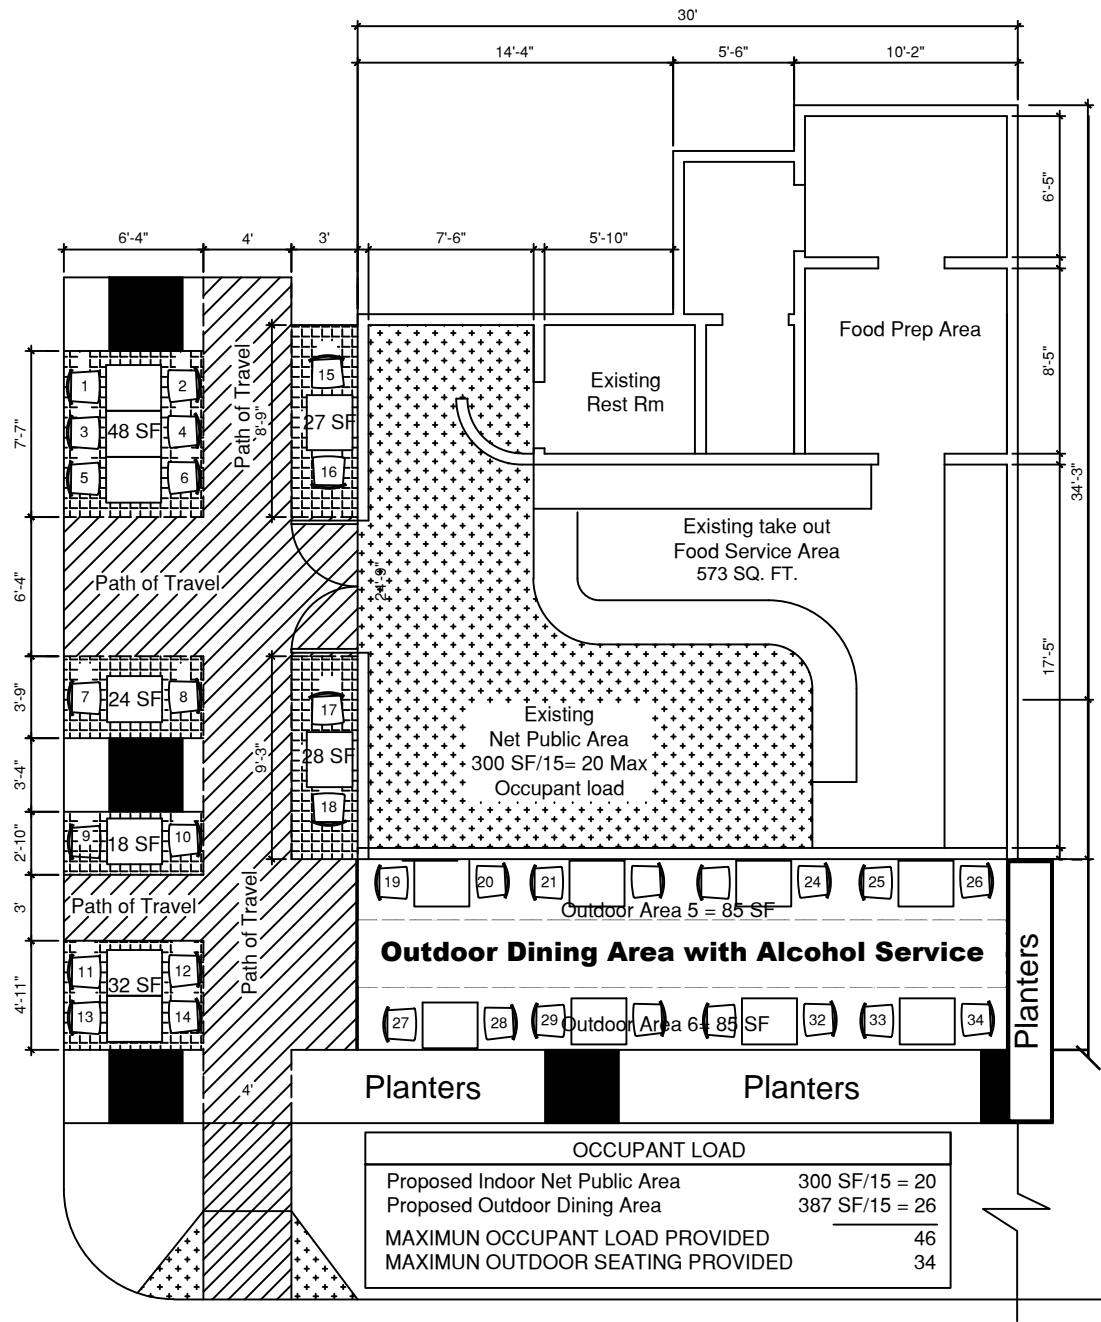 30'
14'-4"
5'-6"
10'-2"
6'-4"
4'
3'
7'-6"
5'-10"
6'-5"
8'-5"
34'-3"
17'-5"
Food Prep Area
Existing
Rest Rm
Existing take out
Food Service Area
573 SQ. FT.
7'-7"
6'-4"
3'-9"
3'-4"
2'-10"
3'
4'-11"
1
2
3
48 SF
4
5
6
Path of Travel
8'-9"
15
27 SF
16
Path of Travel
24'-9"
7
24 SF
8
17
28 SF
18
9'-3"
Existing
Net Public Area
300 SF/15= 20 Max
Occupant load
9
18 SF
10
Path of Travel
Path of Travel
11
32 SF
12
13
14
19
20
21
24
25
26
Outdoor Area 5 = 85 SF
Outdoor Dining Area with Alcohol Service
27
28
29
Outdoor Area 6= 85 SF
32
33
34
Planters
4'
Planters
Planters
OCCUPANT LOAD
Proposed Indoor Net Public Area 300 SF/15 = 20
Proposed Outdoor Dining Area 387 SF/15 = 26
MAXIMUN OCCUPANT LOAD PROVIDED 46
MAXIMUN OUTDOOR SEATING PROVIDED 34